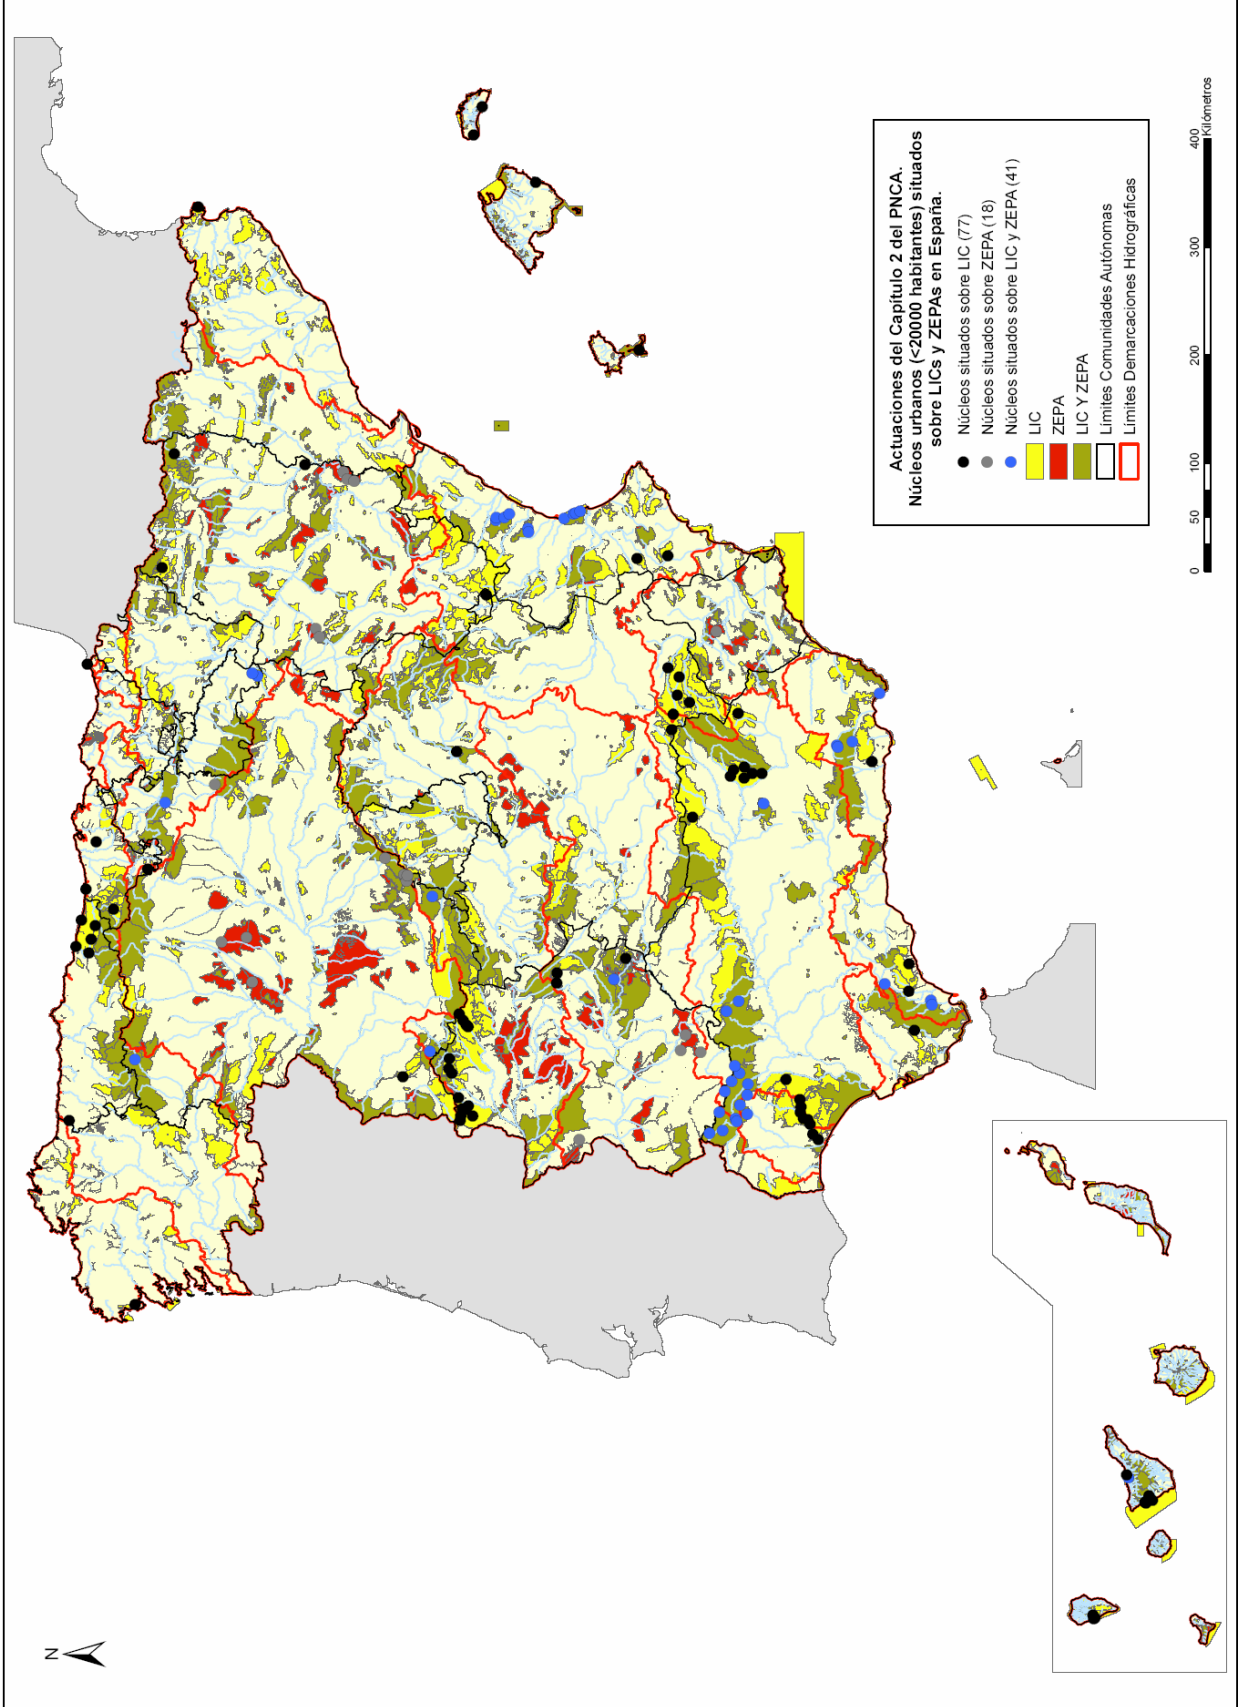 Actuaciones del Capítulo 2 del PNCA.
Núcleos urbanos (<20000 habitantes) situados
sobre LICs y ZEPAs en España.
Núcleos situados sobre LIC (77)
Núcleos situados sobre ZEPA (18)
Núcleos situados sobre LIC y ZEPA (41)
LIC
ZEPA
LIC Y ZEPA
Límites Comunidades Autónomas
Límites Demarcaciones Hidrográficas
0 50 100 200 300 400
Kilómetros
N